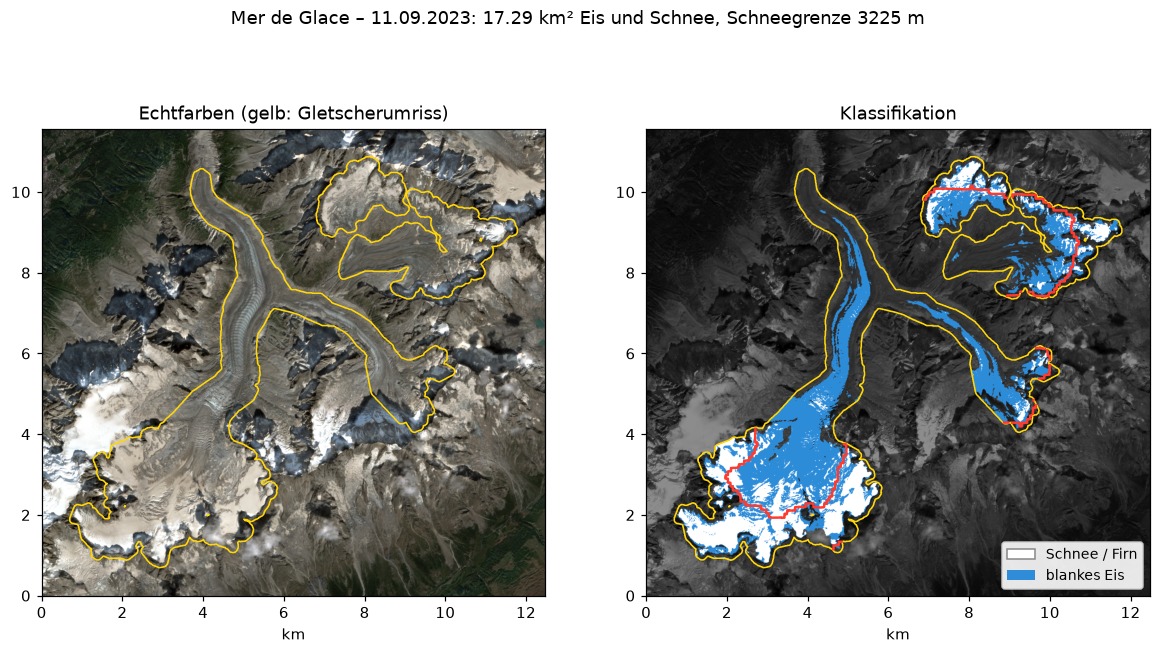 Mer de Glace – 11.09.2023: 17.29 km² Eis und Schnee, Schneegrenze 3225 m
Echtfarben (gelb: Gletscherumriss)
10
8
6
4
2
0
0 2 4 6 8 10 12
km
Klassifikation
10
8
6
4
2
0
Schnee / Firn
blankes Eis
0 2 4 6 8 10 12
km